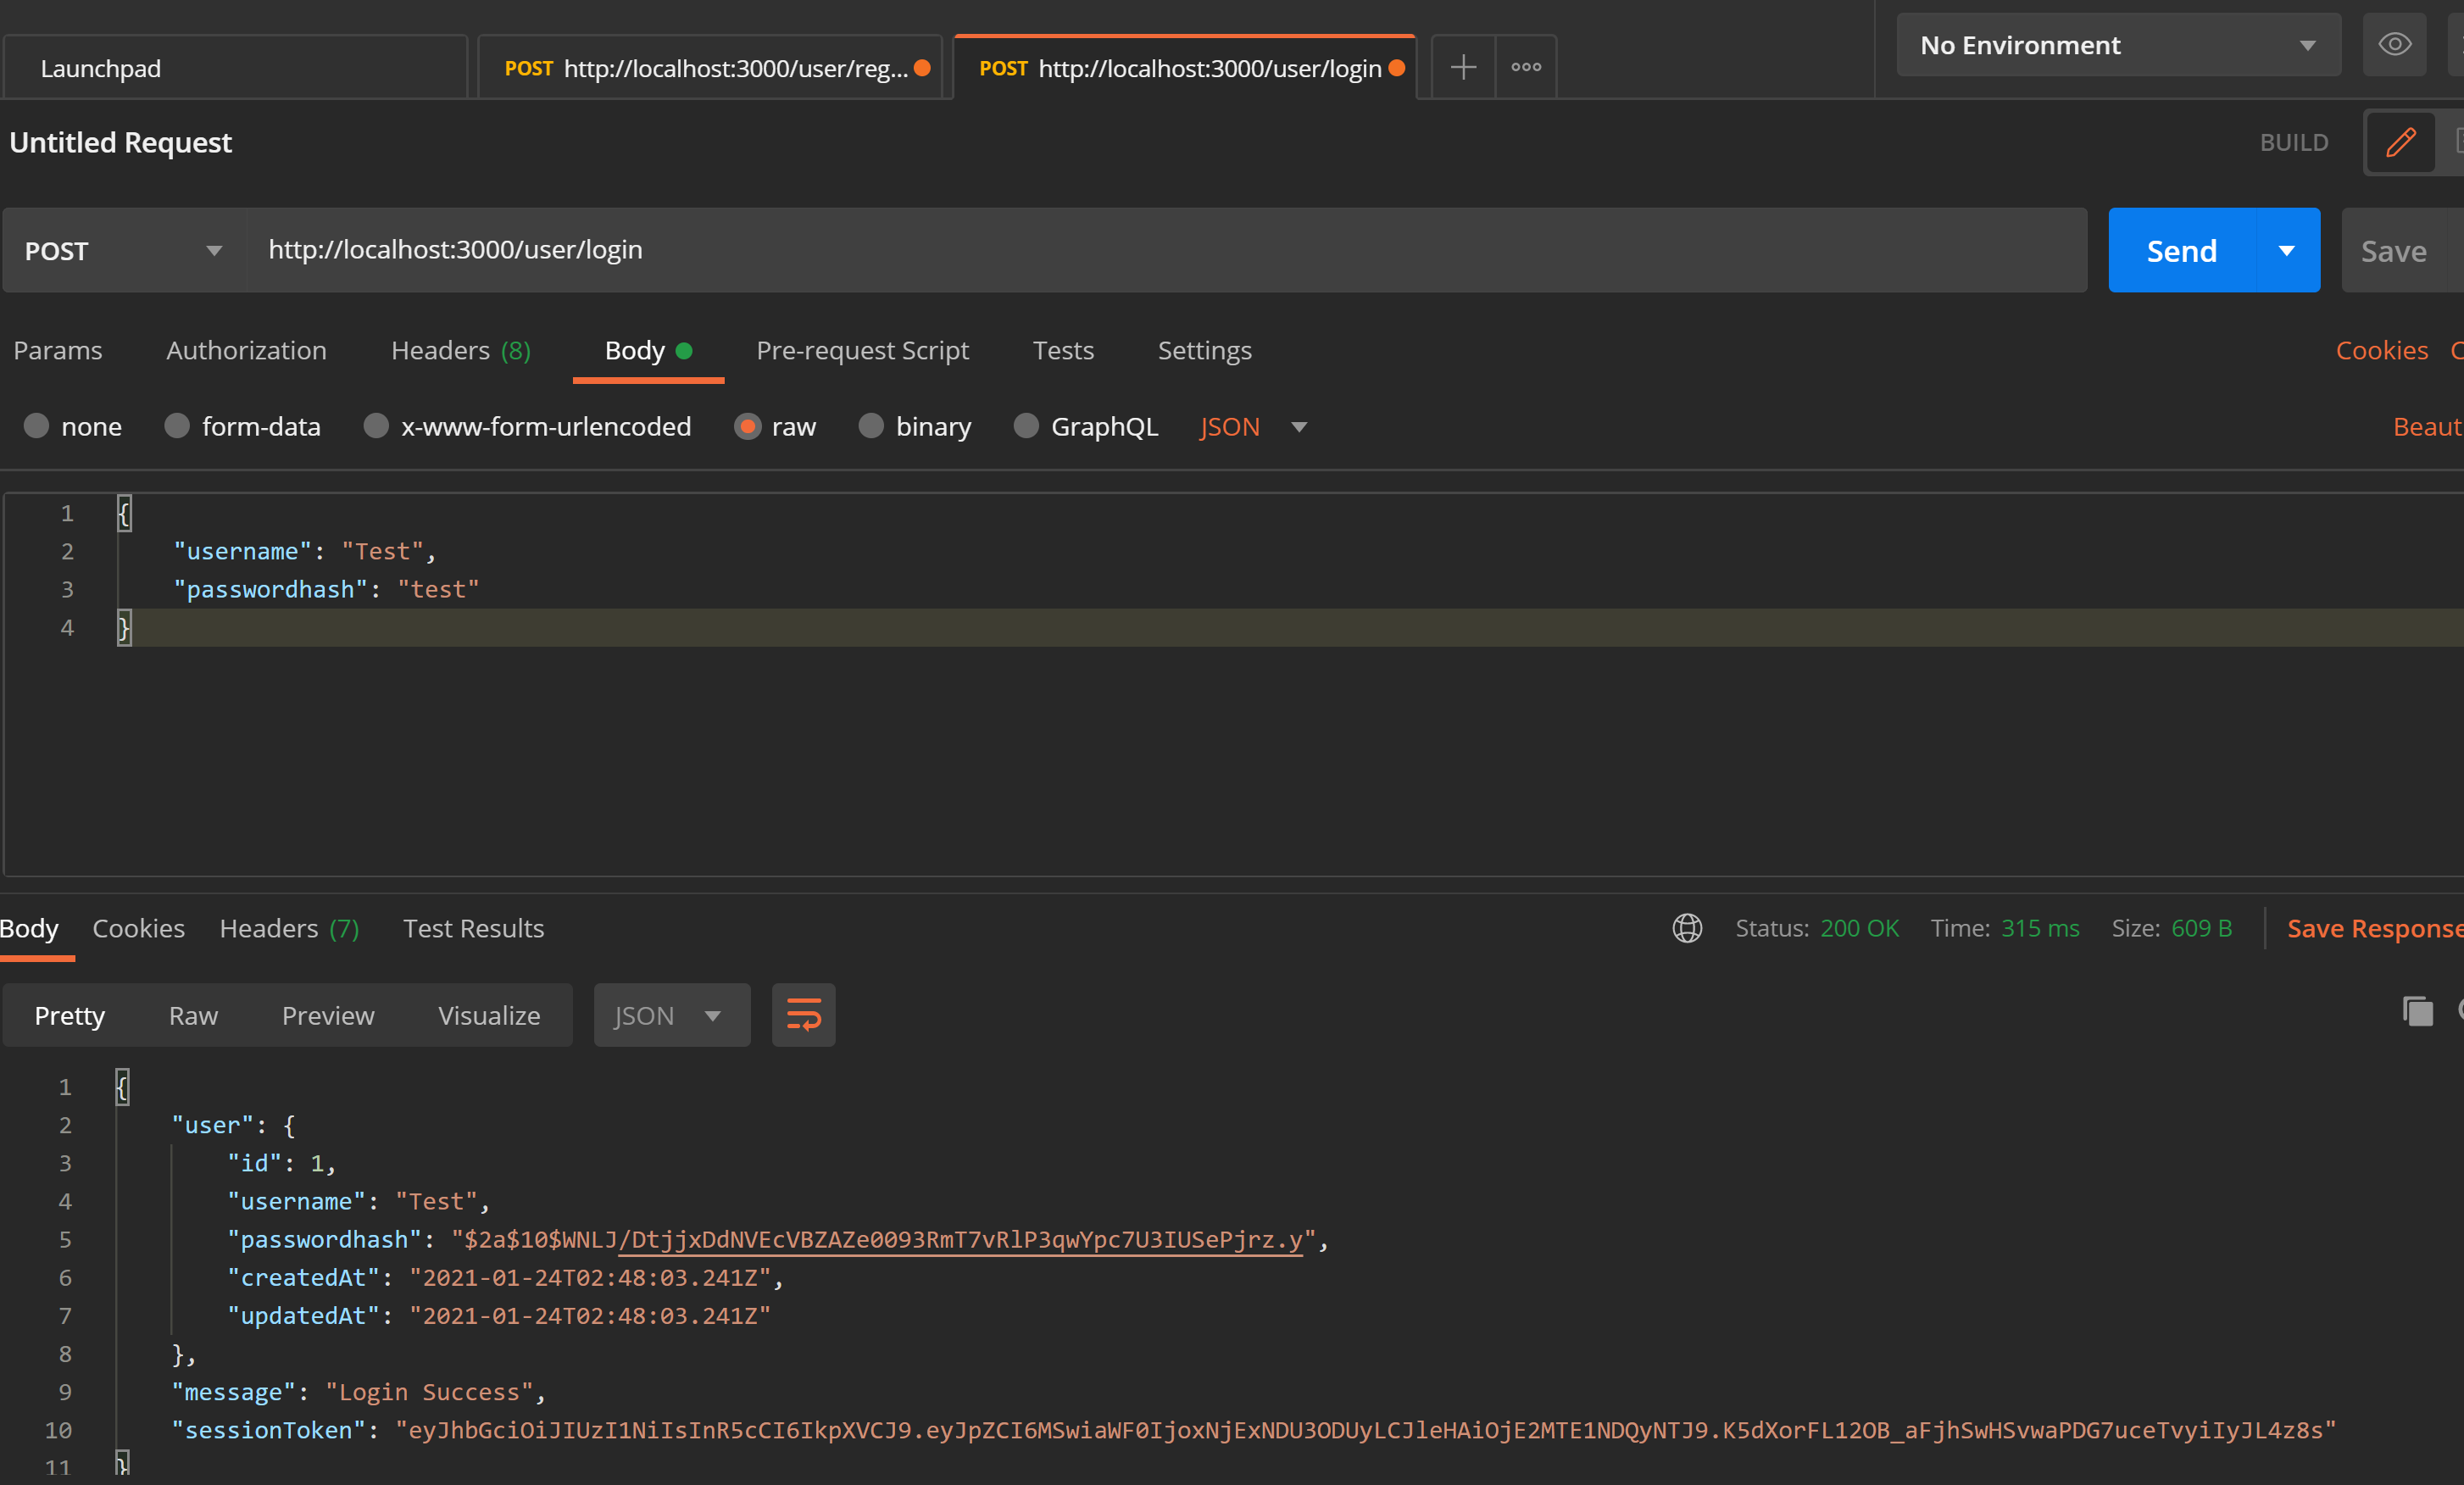 Launchpad
POST http://localhost:3000/user/reg...
POST http://localhost:3000/user/login
No Environment
Untitled Request
BUILD
POST
http://localhost:3000/user/login
Send
Save
Params Authorization Headers (8) Body Pre-request Script Tests Settings Cookies
none form-data x-www-form-urlencoded raw binary GraphQL JSON Beaut
1 {
2 "username": "Test",
3 "passwordhash": "test"
4 }
Body Cookies Headers (7) Test Results Status: 200 OK Time: 315 ms Size: 609 B Save Response
Pretty Raw Preview Visualize JSON
1 {
2 "user": {
3 "id": 1,
4 "username": "Test",
5 "passwordhash": "$2a$10$WNLJ/DtjjxDdNVEcVBZAZe0093RmT7vRlP3qwYpc7U3IUSePjrz.y",
6 "createdAt": "2021-01-24T02:48:03.241Z",
7 "updatedAt": "2021-01-24T02:48:03.241Z"
8 },
9 "message": "Login Success",
10 "sessionToken": "eyJhbGciOiJIUzI1NiIsInR5cCI6IkpXVCJ9.eyJpZCI6MSwiaWF0IjoxNjExNDU3ODUyLCJleHAiOjE2MTE1NDQyNTJ9.K5dXorFL12OB_aFjhSwHSvwaPDG7uceTvyiIyJL4z8s"
11 }